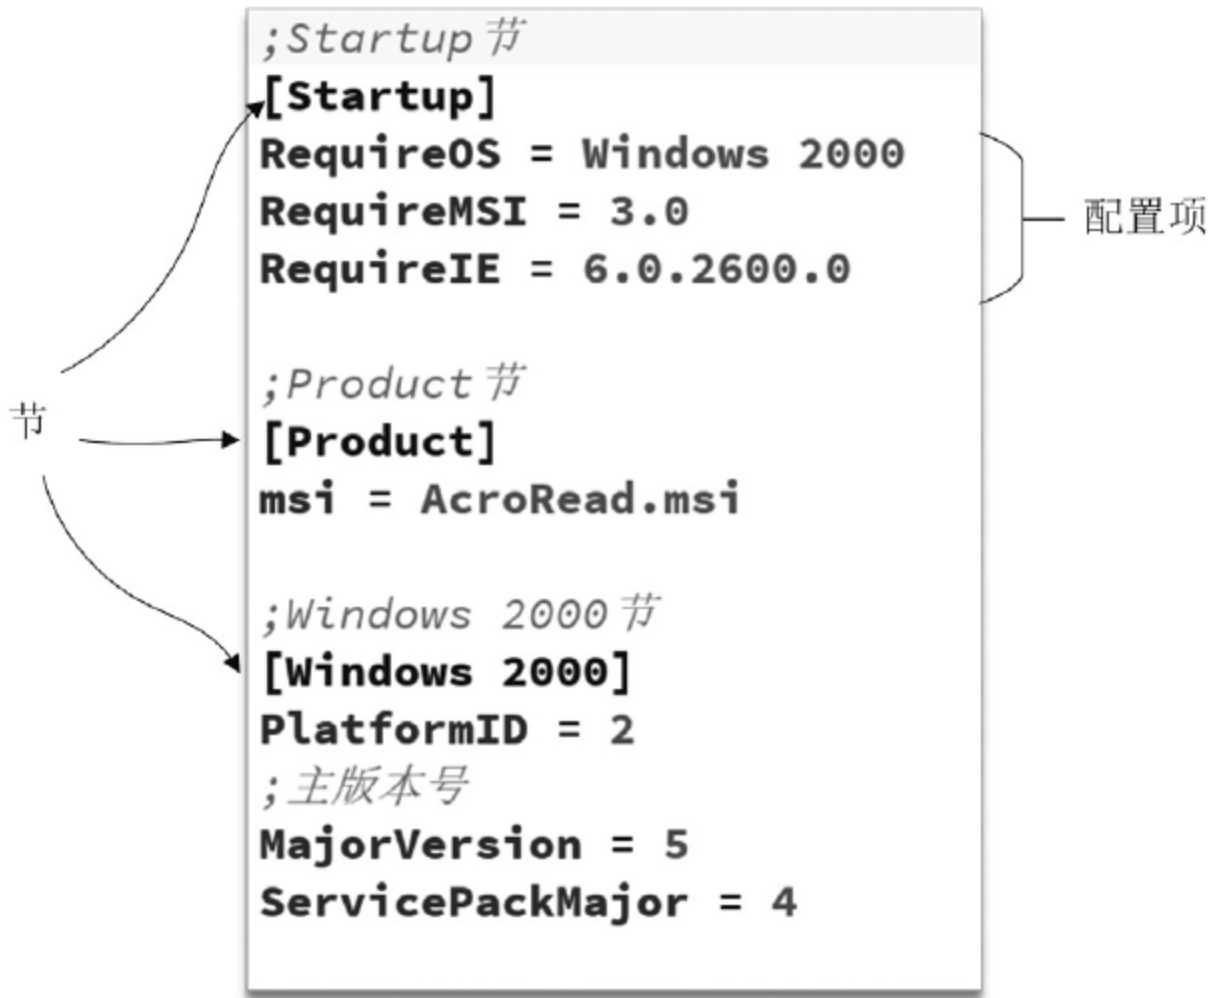 ;Startup节
[Startup]
RequireOS = Windows 2000
RequireMSI = 3.0
RequireIE = 6.0.2600.0
配置项
;Product节
节
[Product]
msi = AcroRead.msi
;Windows 2000节
[Windows 2000]
PlatformID = 2
;主版本号
MajorVersion = 5
ServicePackMajor = 4